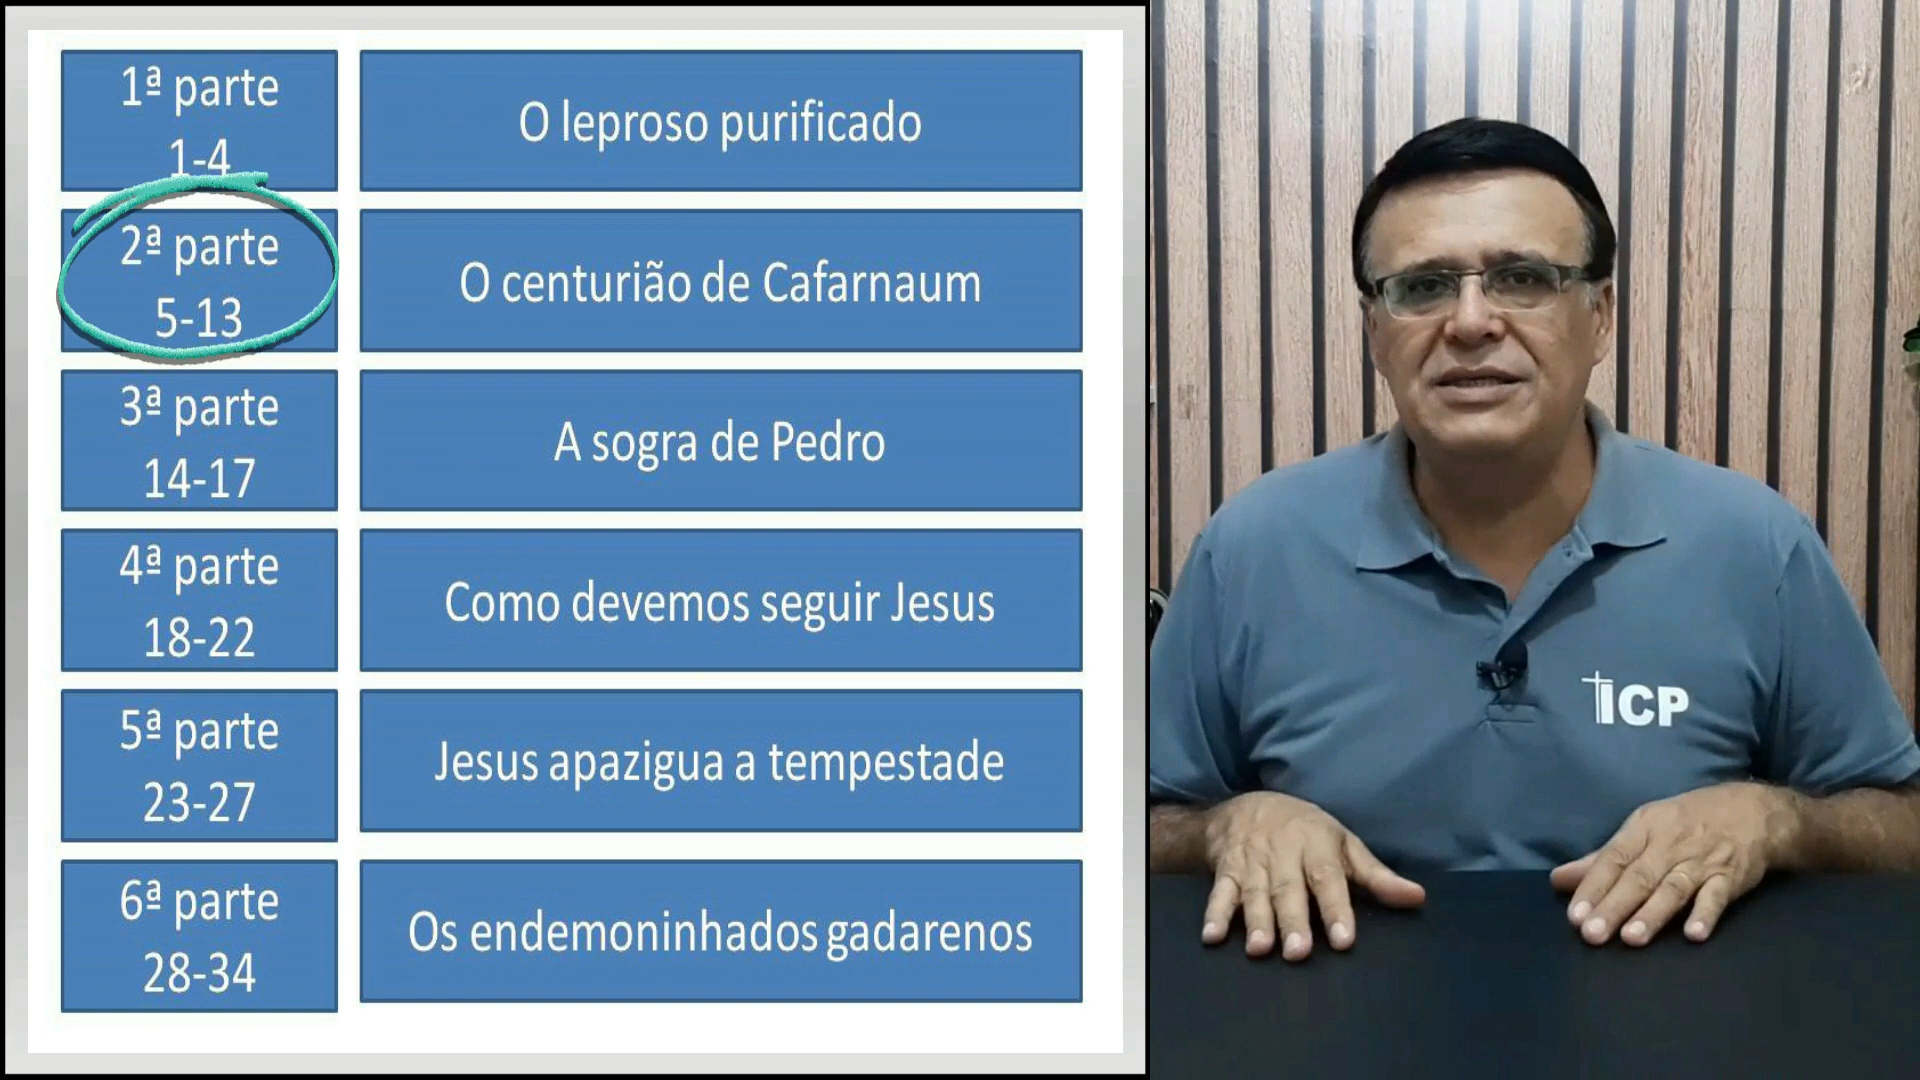 1ª parte
1-4
O leproso purificado
2ª parte
5-13
O centurião de Cafarnaum
3ª parte
14-17
A sogra de Pedro
4ª parte
18-22
Como devemos seguir Jesus
5ª parte
23-27
Jesus apazigua a tempestade
6ª parte
28-34
Os endemoninhados gadarenos
ICP